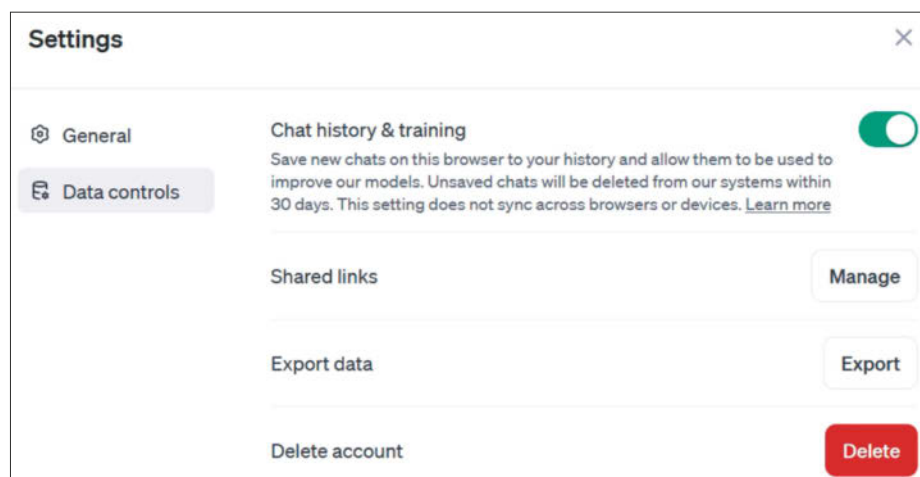 Settings
General
Data controls
Chat history & training
Save new chats on this browser to your history and allow them to be used to
improve our models. Unsaved chats will be deleted from our systems within
30 days. This setting does not sync across browsers or devices. Learn more
Shared links
Manage
Export data
Export
Delete account
Delete